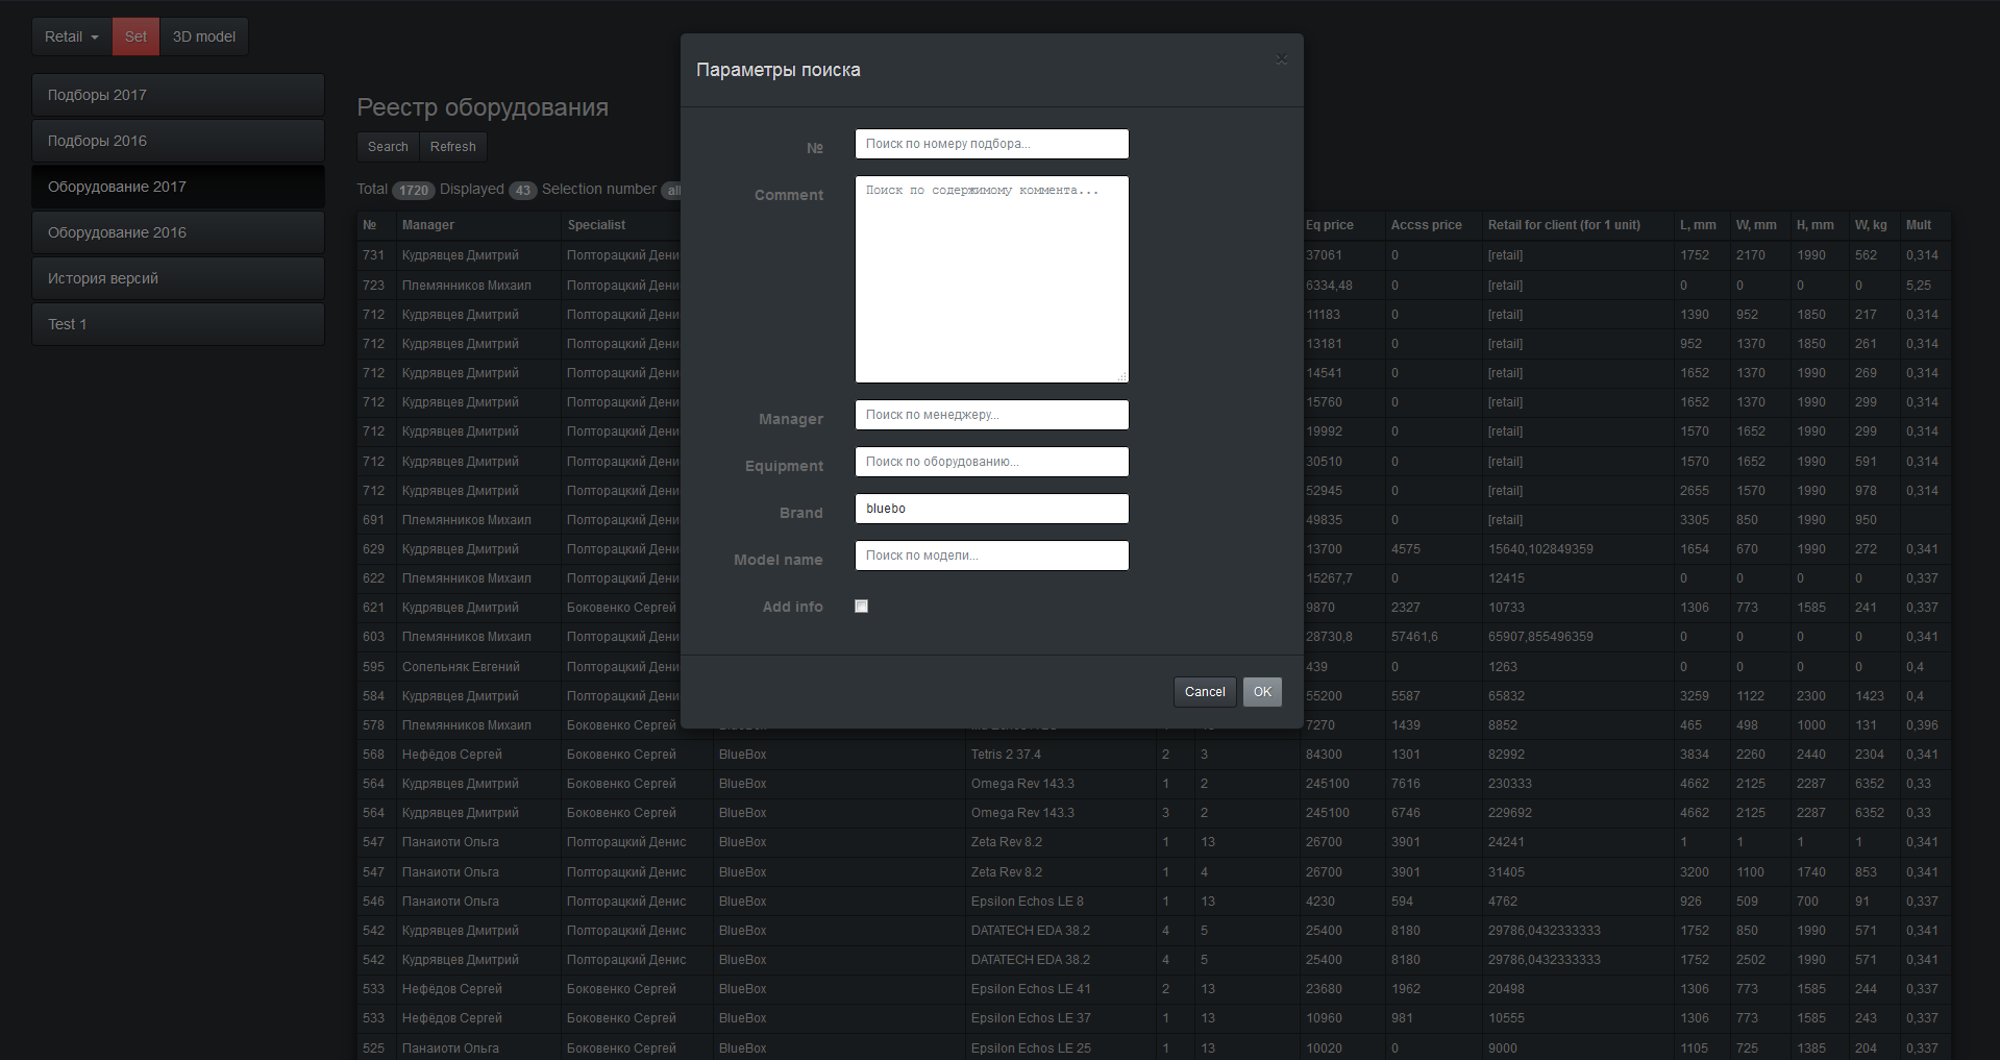 Retail Set 3D model
Параметры поиска ×
Подборы 2017
Подборы 2016
Оборудование 2017
Оборудование 2016
История версий
Test 1
Реестр оборудования
Search Refresh
Total 1720 Displayed 43 Selection number all
№ Поиск по номеру подбора...
Comment Поиск по содержимому коммента...
Manager Поиск по менеджеру...
Equipment Поиск по оборудованию...
Brand bluebo
Model name Поиск по модели...
Add info
Cancel OK
№ Manager Specialist Eq price Accss price Retail for client (for 1 unit) L, mm W, mm H, mm W, kg Mult
731 Кудрявцев Дмитрий Полторацкий Дени 37061 0 [retail] 1752 2170 1990 562 0,314
723 Племянников Михаил Полторацкий Дени 6334,48 0 [retail] 0 0 0 0 5,25
712 Кудрявцев Дмитрий Полторацкий Дени 11183 0 [retail] 1390 952 1850 217 0,314
712 Кудрявцев Дмитрий Полторацкий Дени 13181 0 [retail] 952 1370 1850 261 0,314
712 Кудрявцев Дмитрий Полторацкий Дени 14541 0 [retail] 1652 1370 1990 269 0,314
712 Кудрявцев Дмитрий Полторацкий Дени 15760 0 [retail] 1652 1370 1990 299 0,314
712 Кудрявцев Дмитрий Полторацкий Дени 19992 0 [retail] 1570 1652 1990 299 0,314
712 Кудрявцев Дмитрий Полторацкий Дени 30510 0 [retail] 1570 1652 1990 591 0,314
712 Кудрявцев Дмитрий Полторацкий Дени 52945 0 [retail] 2655 1570 1990 978 0,314
691 Племянников Михаил Полторацкий Дени 49835 0 [retail] 3305 850 1990 950
629 Кудрявцев Дмитрий Полторацкий Дени 13700 4575 15640,102849359 1654 670 1990 272 0,341
622 Племянников Михаил Полторацкий Дени 15267,7 0 12415 0 0 0 0 0,337
621 Кудрявцев Дмитрий Боковенко Сергей 9870 2327 10733 1306 773 1585 241 0,337
603 Племянников Михаил Полторацкий Дени 28730,8 57461,6 65907,855496359 0 0 0 0 0,341
595 Сопельняк Евгений Полторацкий Дени 439 0 1263 0 0 0 0 0,4
584 Кудрявцев Дмитрий Полторацкий Дени 55200 5587 65832 3259 1122 2300 1423 0,4
578 Племянников Михаил Боковенко Сергей 7270 1439 8852 465 498 1000 131 0,396
568 Нефёдов Сергей Боковенко Сергей BlueBox Tetris 2 37.4 2 3 84300 1301 82992 3834 2260 2440 2304 0,341
564 Кудрявцев Дмитрий Боковенко Сергей BlueBox Omega Rev 143.3 1 2 245100 7616 230333 4662 2125 2287 6352 0,33
564 Кудрявцев Дмитрий Боковенко Сергей BlueBox Omega Rev 143.3 3 2 245100 6746 229692 4662 2125 2287 6352 0,33
547 Панаиоти Ольга Полторацкий Денис BlueBox Zeta Rev 8.2 1 13 26700 3901 24241 1 1 1 1 0,341
547 Панаиоти Ольга Полторацкий Денис BlueBox Zeta Rev 8.2 1 4 26700 3901 31405 3200 1100 1740 853 0,341
546 Панаиоти Ольга Полторацкий Денис BlueBox Epsilon Echos LE 8 1 13 4230 594 4762 926 509 700 91 0,337
542 Кудрявцев Дмитрий Полторацкий Денис BlueBox DATATECH EDA 38.2 4 5 25400 8180 29786,0432333333 1752 850 1990 571 0,341
542 Кудрявцев Дмитрий Полторацкий Денис BlueBox DATATECH EDA 38.2 4 5 25400 8180 29786,0432333333 1752 2502 1990 571 0,341
533 Нефёдов Сергей Боковенко Сергей BlueBox Epsilon Echos LE 41 2 13 23680 1962 20498 1306 773 1585 244 0,337
533 Нефёдов Сергей Боковенко Сергей BlueBox Epsilon Echos LE 37 1 13 10960 981 10555 1306 773 1585 243 0,337
525 Панаиоти Ольга Боковенко Сергей BlueBox Epsilon Echos LE 25 1 13 10020 0 9000 1105 725 1385 204 0,337